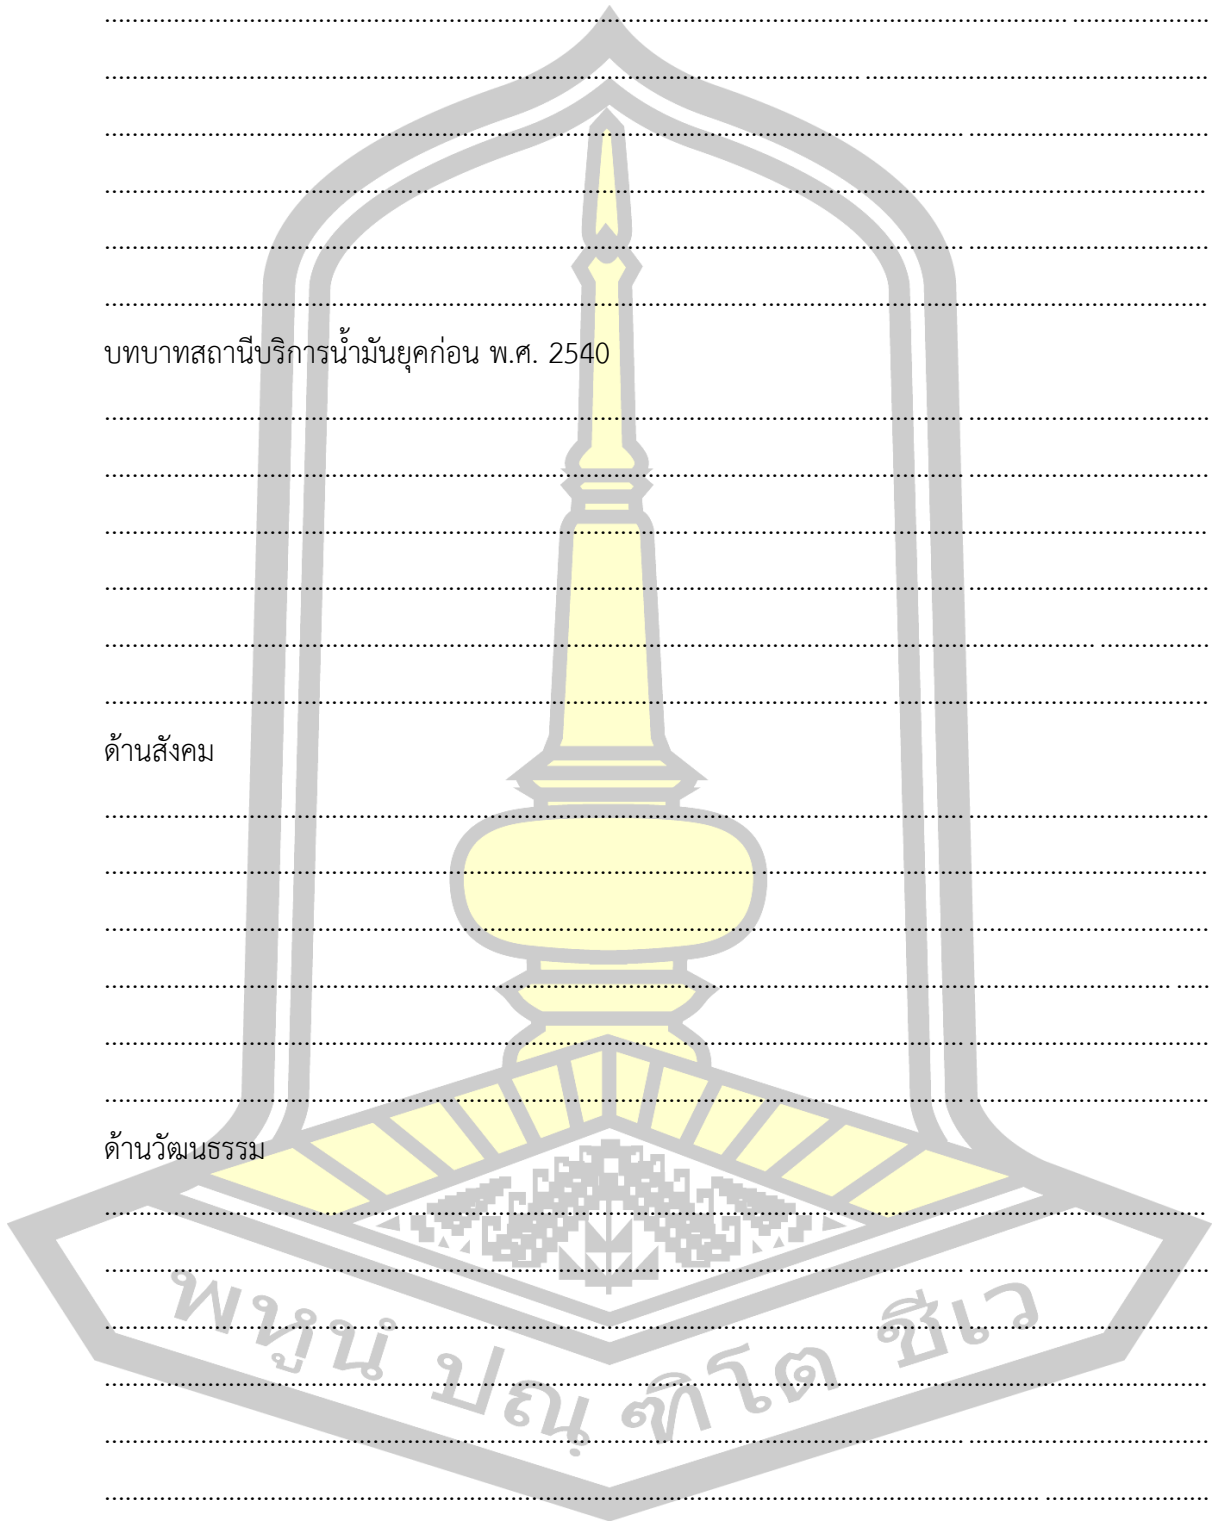 บทบาทสถานีบริการน้ำมันยุคก่อน พ.ศ. 2540
ด้านสังคม
ด้านวัฒนธรรม
พหูนํ ปณฺฑิโต ชีเว